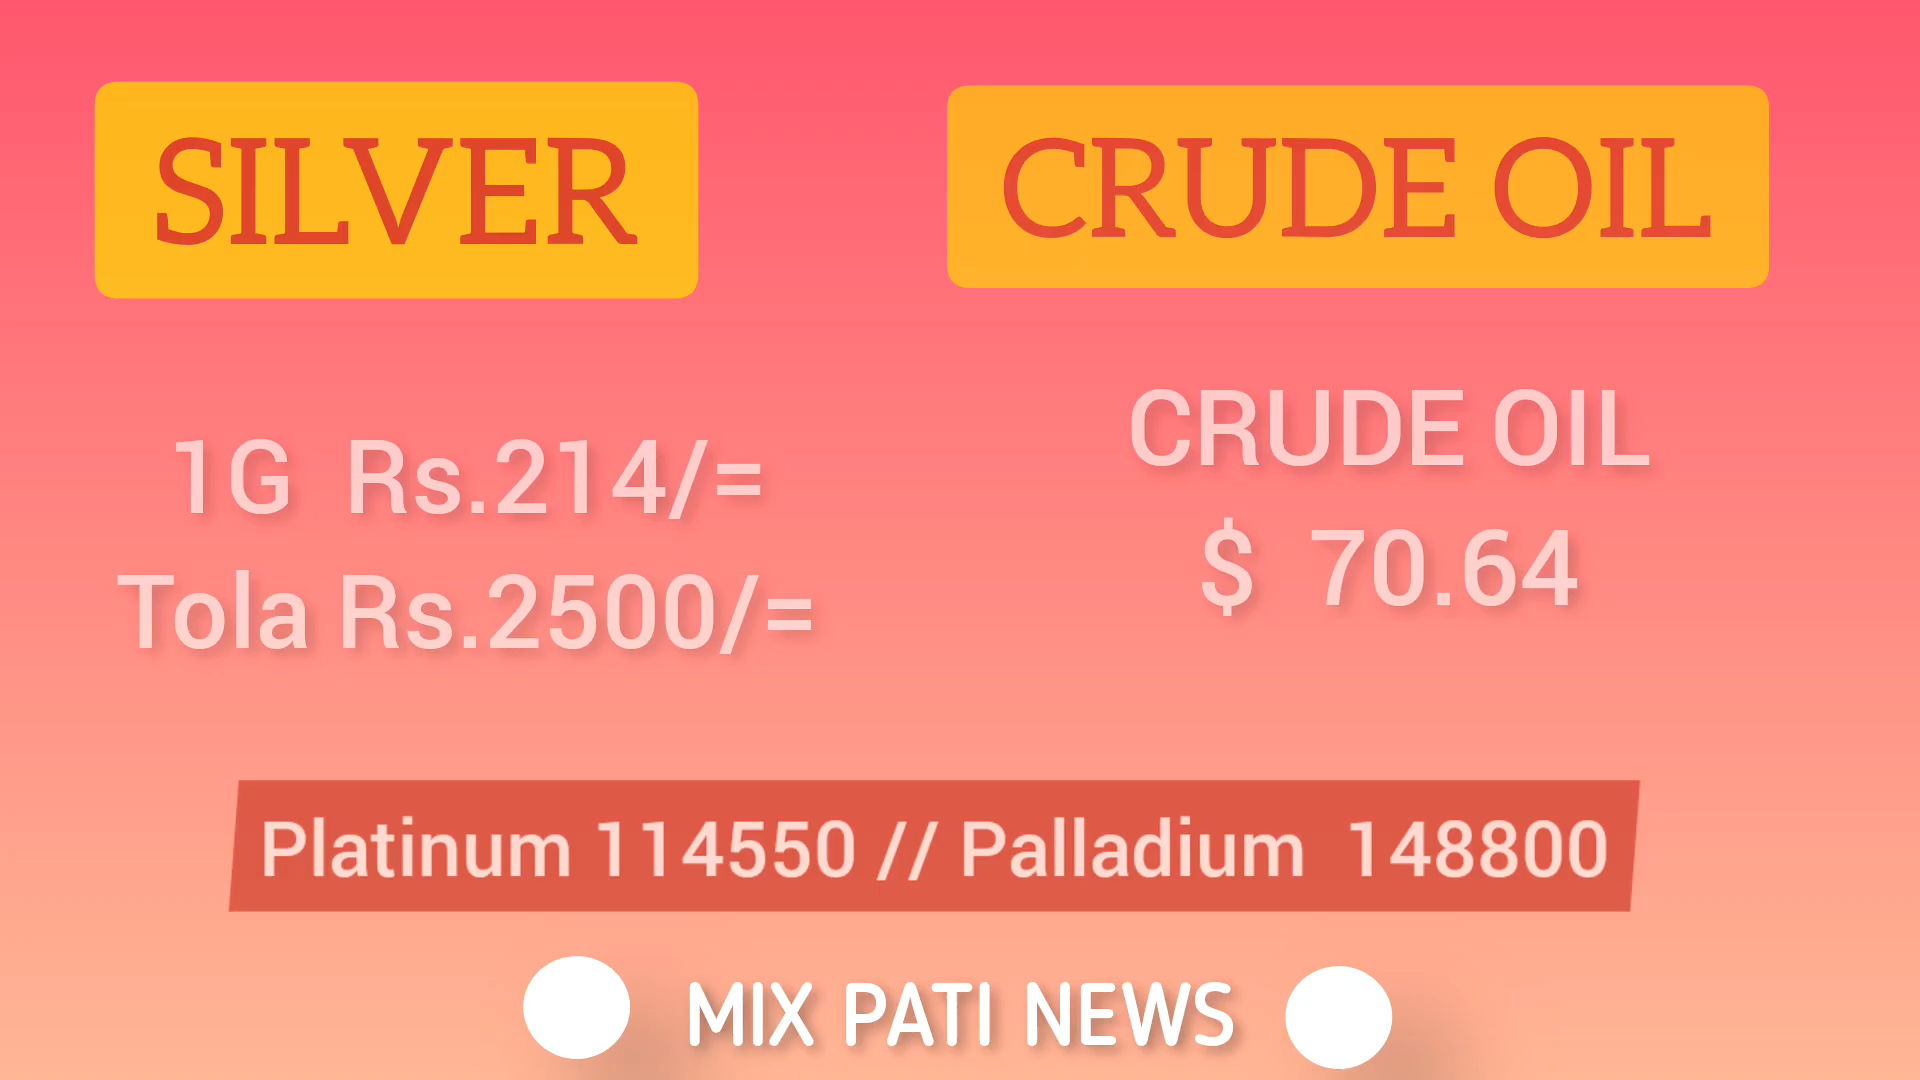 SILVER
1G Rs.214/=
Tola Rs.2500/=
CRUDE OIL
CRUDE OIL
$ 70.64
Platinum 114550 // Palladium 148800
MIX PATI NEWS